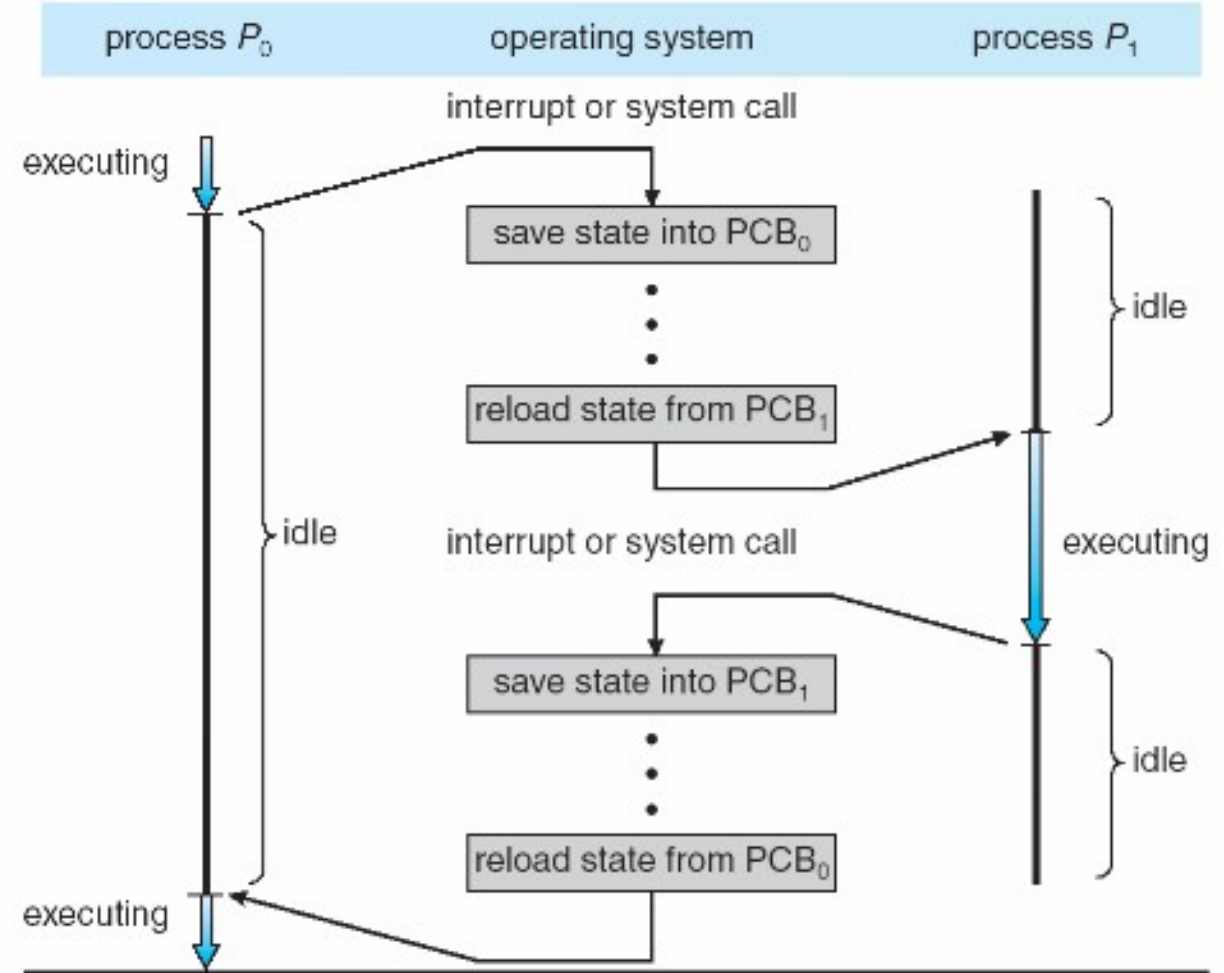 process P₀ operating system process P₁
interrupt or system call
executing
save state into PCB₀
idle
reload state from PCB₁
idle
interrupt or system call
executing
save state into PCB₁
idle
reload state from PCB₀
executing